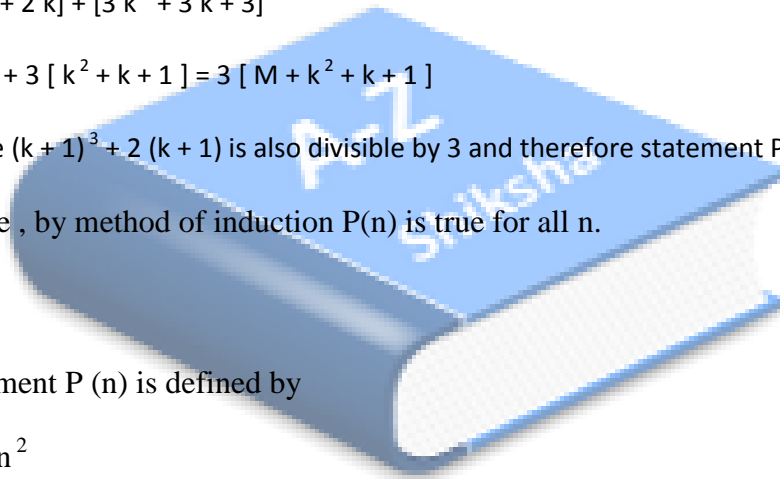 + 2 k] + [3 k² + 3 k + 3]
+ 3 [ k² + k + 1 ] = 3 [ M + k² + k + 1 ]
e (k + 1)³ + 2 (k + 1) is also divisible by 3 and therefore statement P
e , by method of induction P(n) is true for all n.
A-Z
Shiksha
ment P (n) is defined by
n²